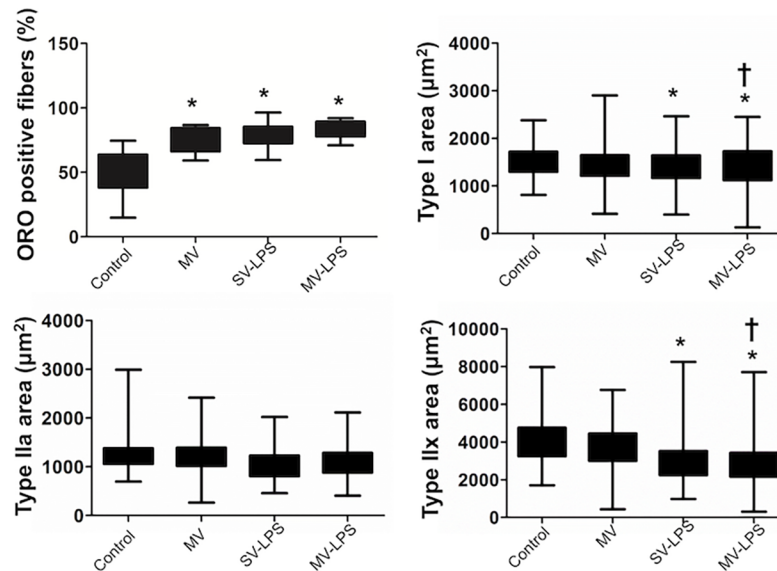 ORO positive fibers (%)
150
100
50
0
* * *
Control MV SV-LPS MV-LPS
Type I area (µm²)
4000
3000
2000
1000
0
* † *
Control MV SV-LPS MV-LPS
Type IIa area (µm²)
4000
3000
2000
1000
0
Control MV SV-LPS MV-LPS
Type IIx area (µm²)
10000
8000
6000
4000
2000
0
* † *
Control MV SV-LPS MV-LPS